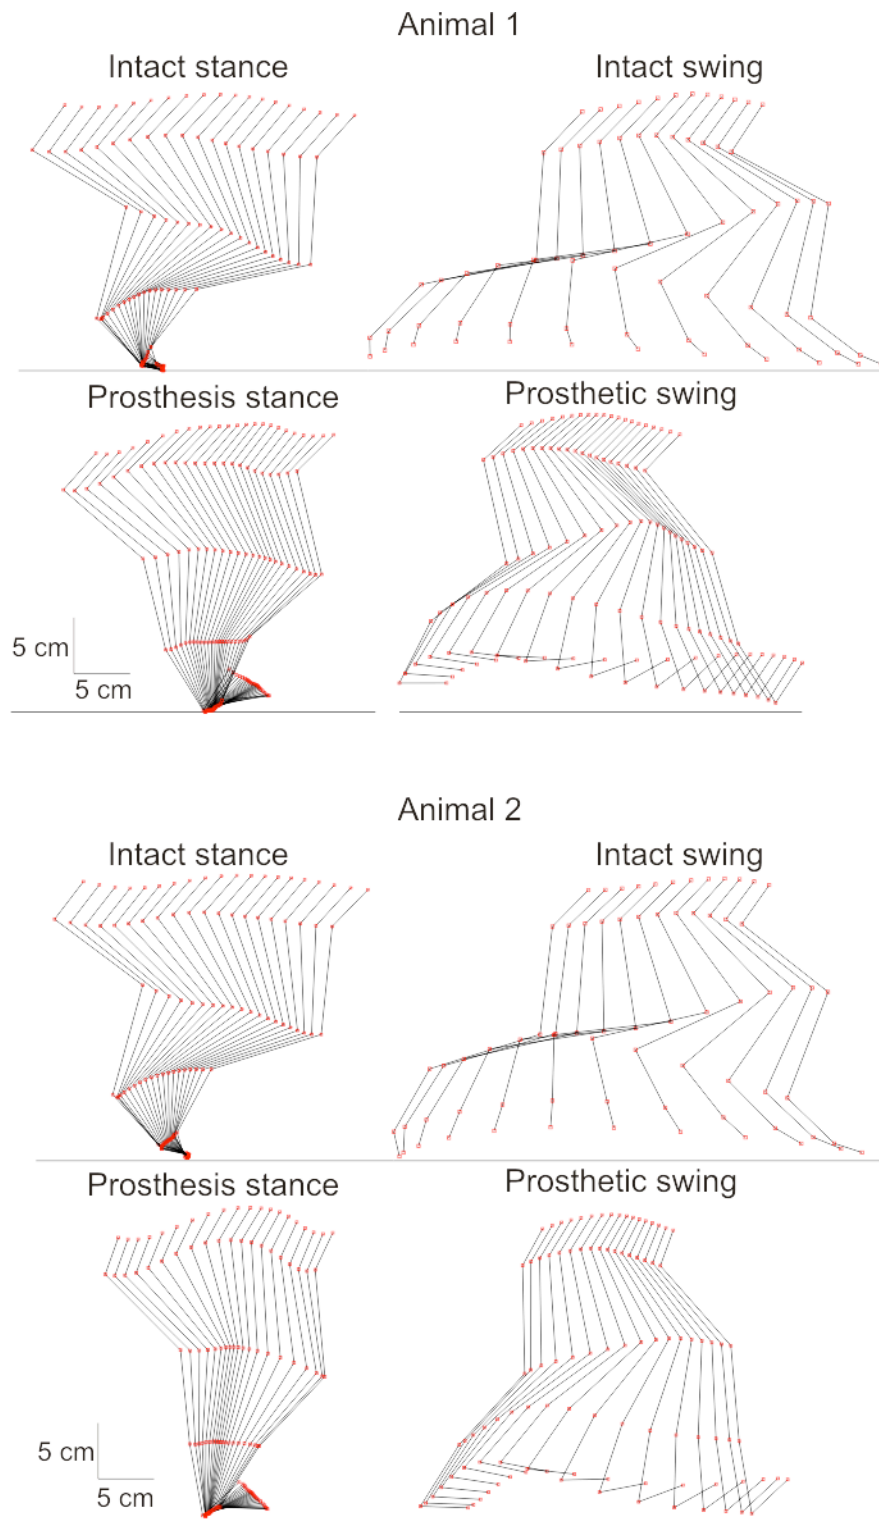 Animal 1
Intact stance
Intact swing
Prosthesis stance
Prosthetic swing
5 cm
5 cm
Animal 2
Intact stance
Intact swing
Prosthesis stance
Prosthetic swing
5 cm
5 cm